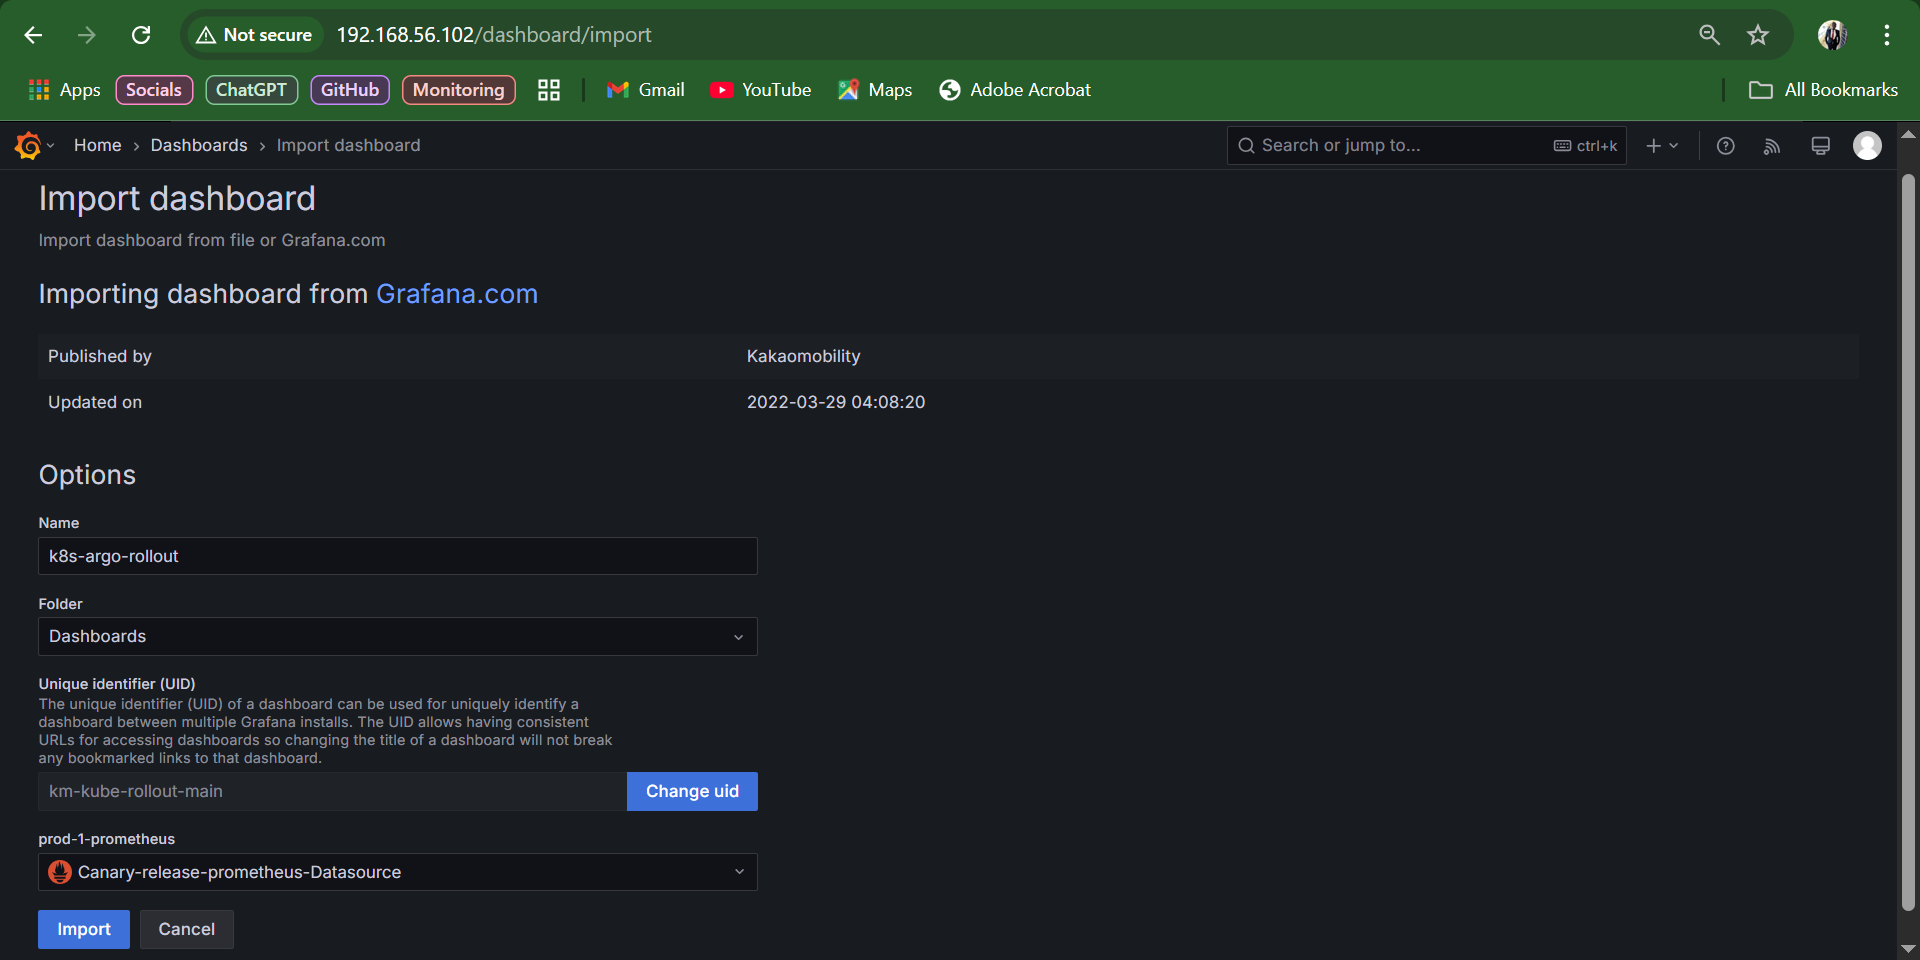 Not secure 192.168.56.102/dashboard/import
Apps Socials ChatGPT GitHub Monitoring Gmail YouTube Maps Adobe Acrobat All Bookmarks
Home › Dashboards › Import dashboard Search or jump to... ctrl+k
Import dashboard
Import dashboard from file or Grafana.com
Importing dashboard from Grafana.com
Published by Kakaomobility
Updated on 2022-03-29 04:08:20
Options
Name
k8s-argo-rollout
Folder
Dashboards
Unique identifier (UID)
The unique identifier (UID) of a dashboard can be used for uniquely identify a
dashboard between multiple Grafana installs. The UID allows having consistent
URLs for accessing dashboards so changing the title of a dashboard will not break
any bookmarked links to that dashboard.
km-kube-rollout-main Change uid
prod-1-prometheus
Canary-release-prometheus-Datasource
Import Cancel